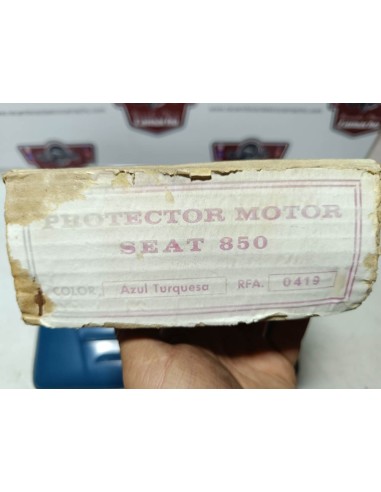 PROTECTOR MOTOR
SEAT 850
COLOR Azul Turquesa RFA. 0419